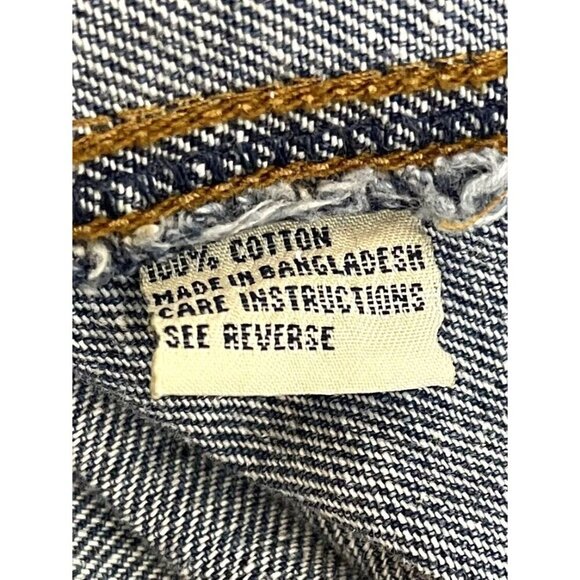 100% COTTON
MADE IN BANGLADESH
CARE INSTRUCTIONS
SEE REVERSE